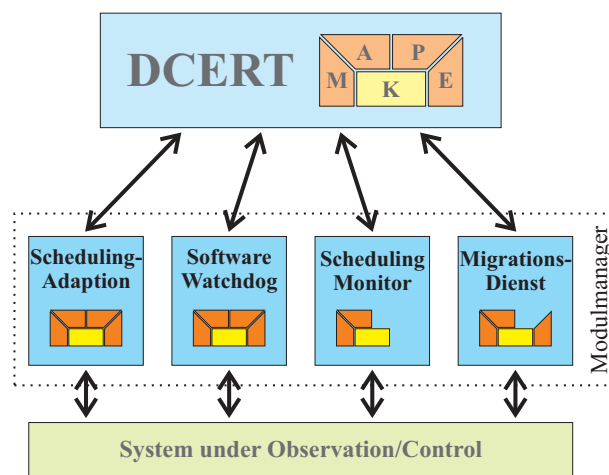 DCERT
A P
M K E
Scheduling-
Adaption
Software
Watchdog
Scheduling
Monitor
Migrations-
Dienst
Modulmanager
System under Observation/Control